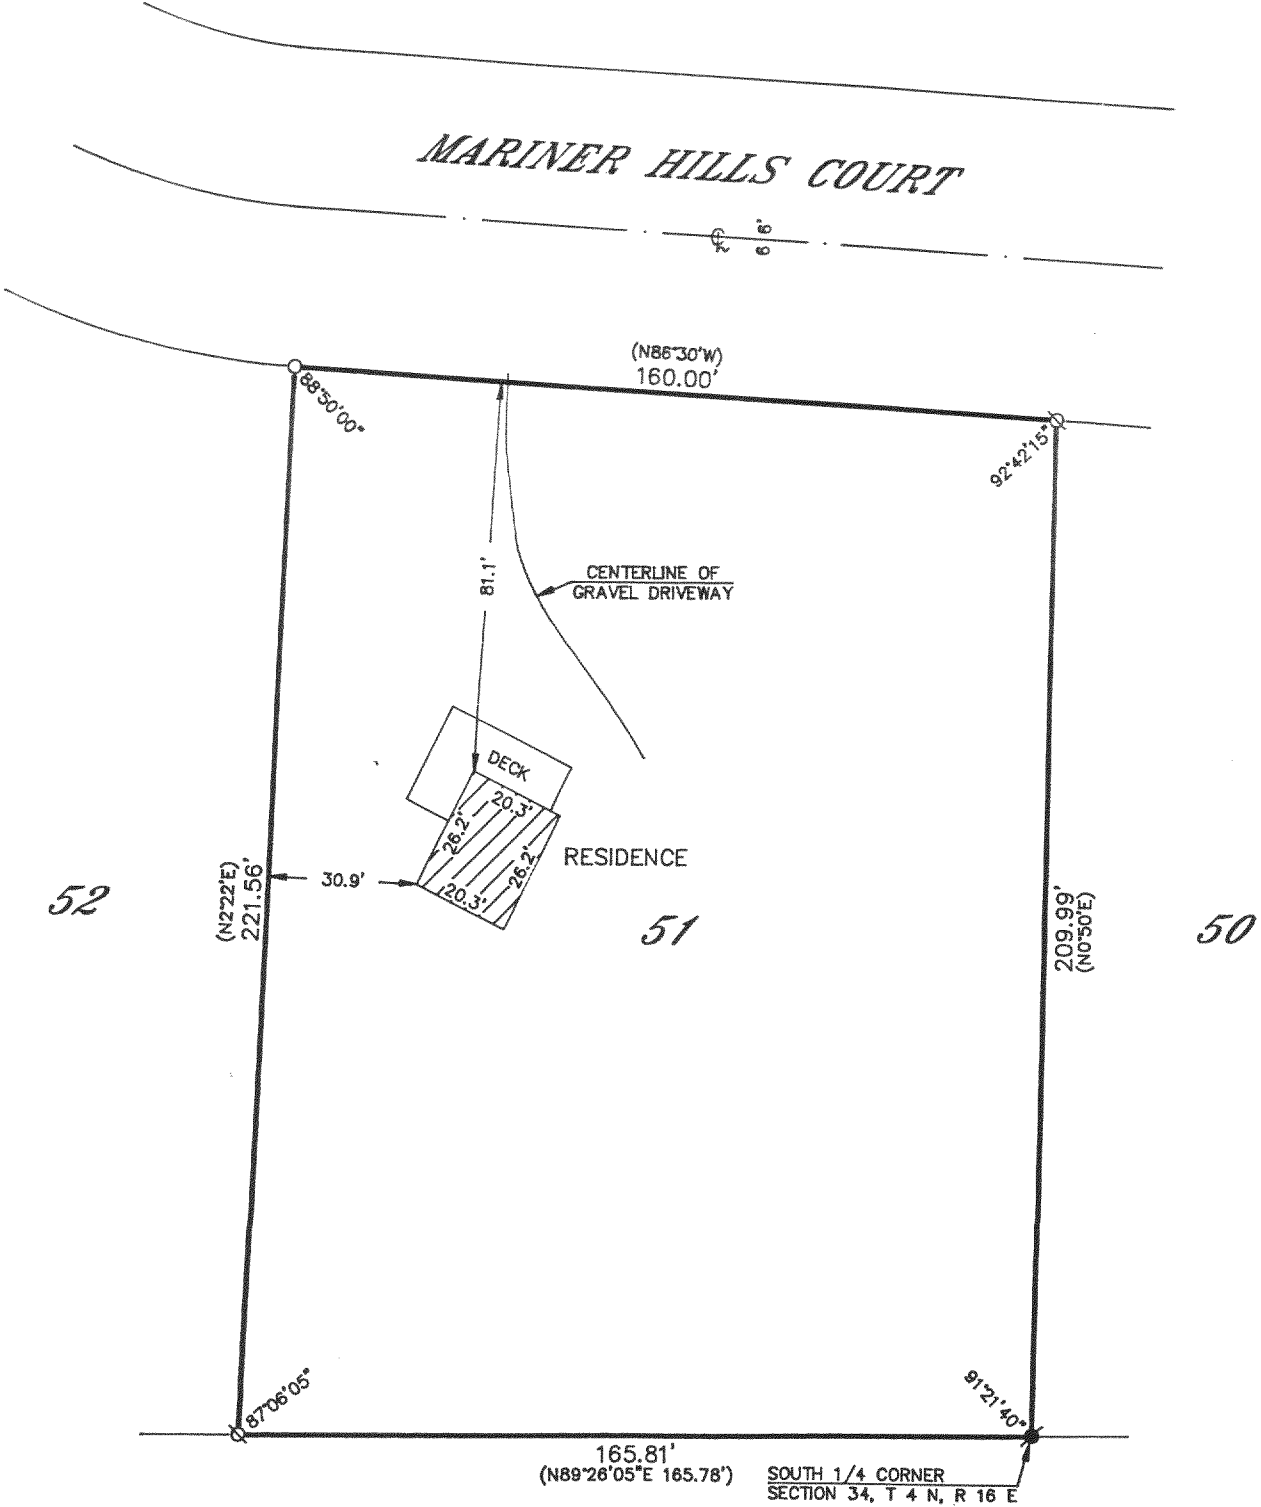 MARINER HILLS COURT
66'
(N86°30'W)
160.00'
88°50'00"
92°42'15"
81.1'
CENTERLINE OF
GRAVEL DRIVEWAY
DECK
20.3'
26.2'
26.2'
20.3'
RESIDENCE
30.9'
(N2°22'E)
221.56'
52
51
50
209.99'
(N0°50'E)
87°06'05"
91°21'40"
165.81'
(N89°26'05"E 165.78')
SOUTH 1/4 CORNER
SECTION 34, T 4 N, R 16 E